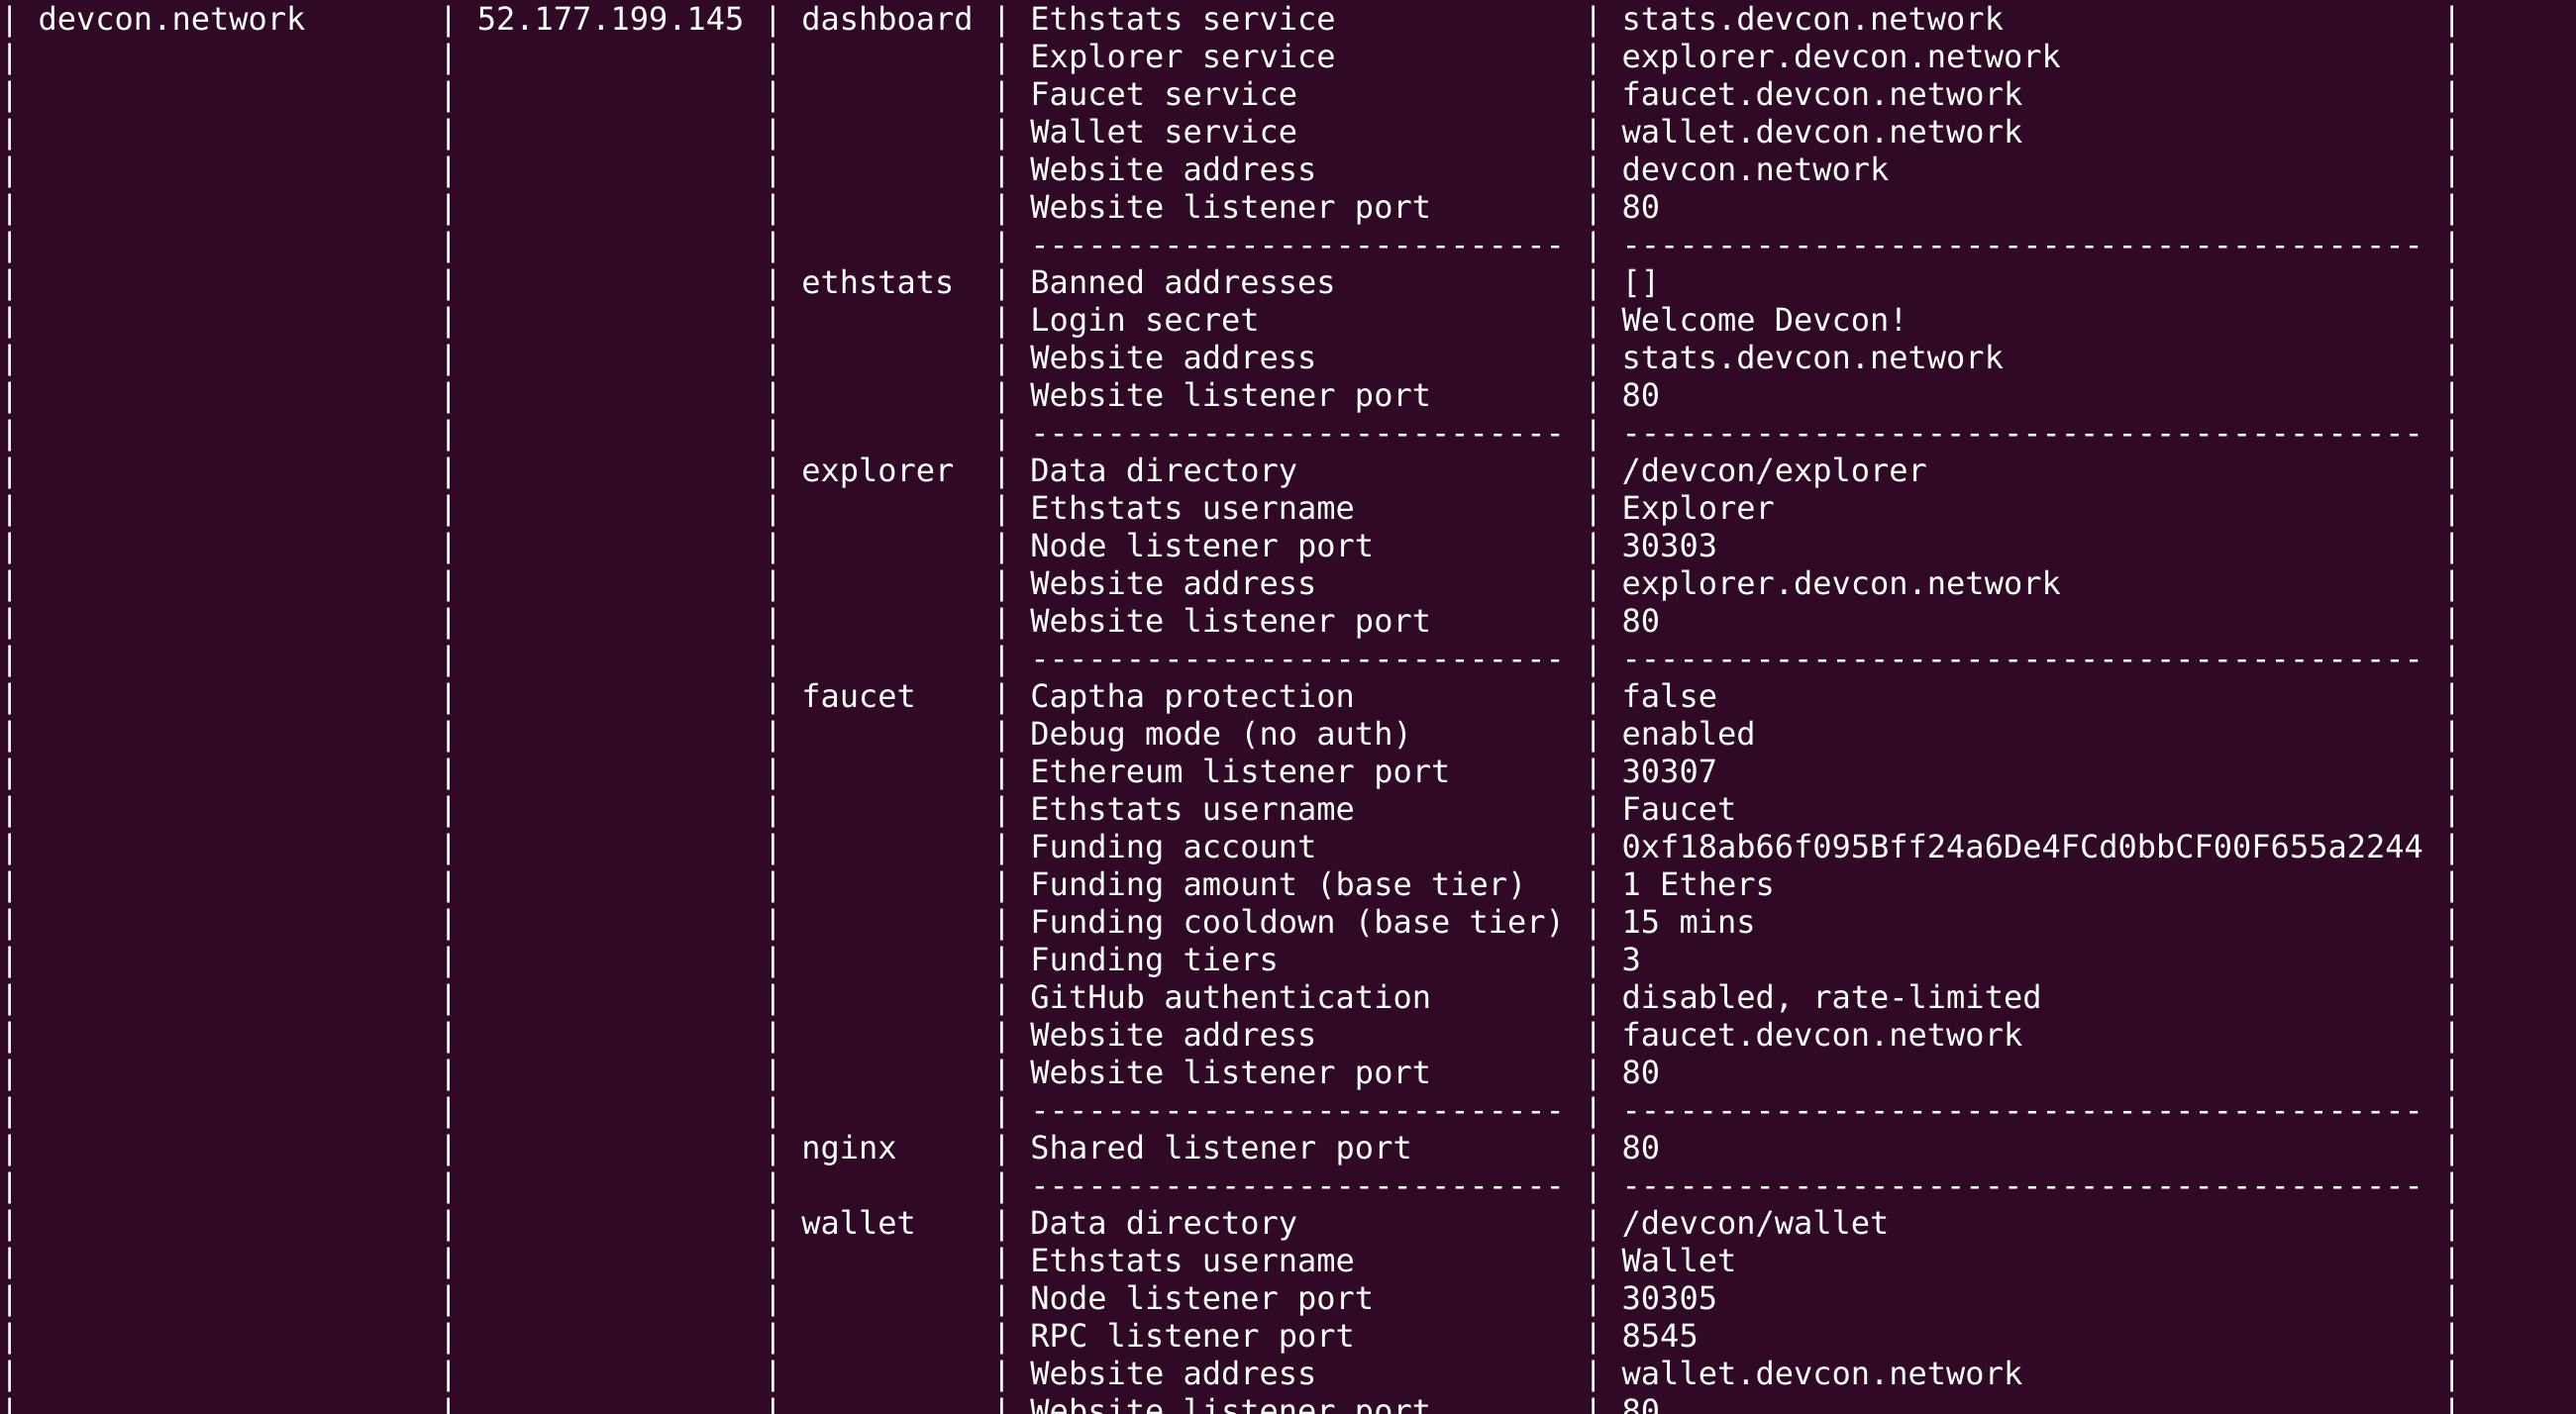 | devcon.network | 52.177.199.145 | dashboard | Ethstats service | stats.devcon.network |
| | | | Explorer service | explorer.devcon.network |
| | | | Faucet service | faucet.devcon.network |
| | | | Wallet service | wallet.devcon.network |
| | | | Website address | devcon.network |
| | | | Website listener port | 80 |
| | | | ---------------------------- | ------------------------------------------ |
| | | ethstats | Banned addresses | [] |
| | | | Login secret | Welcome Devcon! |
| | | | Website address | stats.devcon.network |
| | | | Website listener port | 80 |
| | | | ---------------------------- | ------------------------------------------ |
| | | explorer | Data directory | /devcon/explorer |
| | | | Ethstats username | Explorer |
| | | | Node listener port | 30303 |
| | | | Website address | explorer.devcon.network |
| | | | Website listener port | 80 |
| | | | ---------------------------- | ------------------------------------------ |
| | | faucet | Captha protection | false |
| | | | Debug mode (no auth) | enabled |
| | | | Ethereum listener port | 30307 |
| | | | Ethstats username | Faucet |
| | | | Funding account | 0xf18ab66f095Bff24a6De4FCd0bbCF00F655a2244 |
| | | | Funding amount (base tier) | 1 Ethers |
| | | | Funding cooldown (base tier) | 15 mins |
| | | | Funding tiers | 3 |
| | | | GitHub authentication | disabled, rate-limited |
| | | | Website address | faucet.devcon.network |
| | | | Website listener port | 80 |
| | | | ---------------------------- | ------------------------------------------ |
| | | nginx | Shared listener port | 80 |
| | | | ---------------------------- | ------------------------------------------ |
| | | wallet | Data directory | /devcon/wallet |
| | | | Ethstats username | Wallet |
| | | | Node listener port | 30305 |
| | | | RPC listener port | 8545 |
| | | | Website address | wallet.devcon.network |
| | | | Website listener port | 80 |